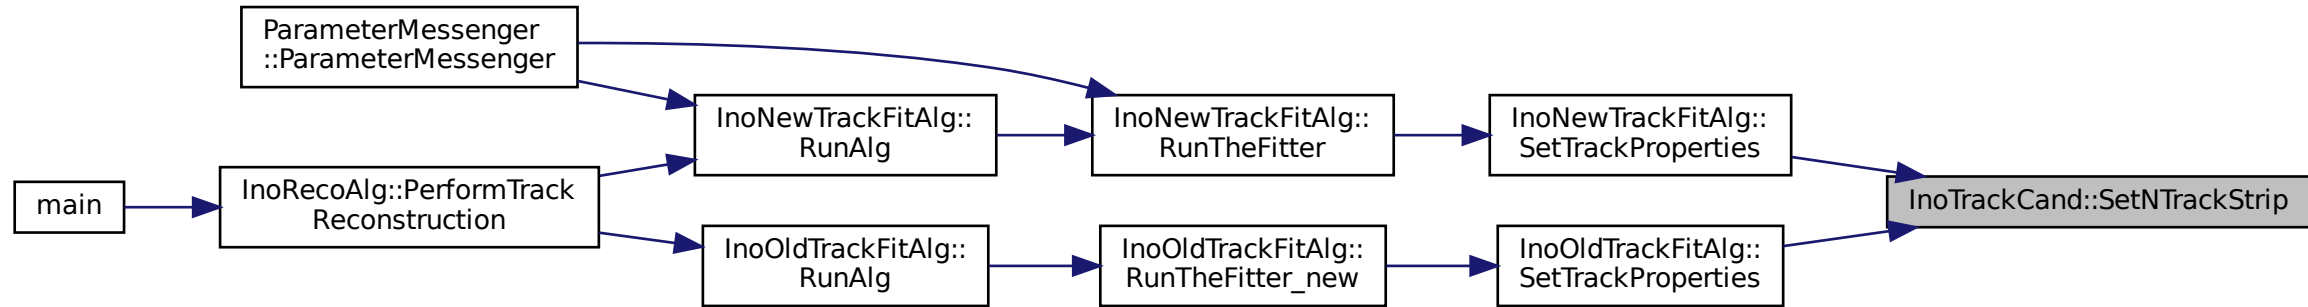 ParameterMessenger
::ParameterMessenger
InoNewTrackFitAlg::
RunAlg
InoNewTrackFitAlg::
RunTheFitter
InoNewTrackFitAlg::
SetTrackProperties
main
InoRecoAlg::PerformTrack
Reconstruction
InoTrackCand::SetNTrackStrip
InoOldTrackFitAlg::
RunAlg
InoOldTrackFitAlg::
RunTheFitter_new
InoOldTrackFitAlg::
SetTrackProperties